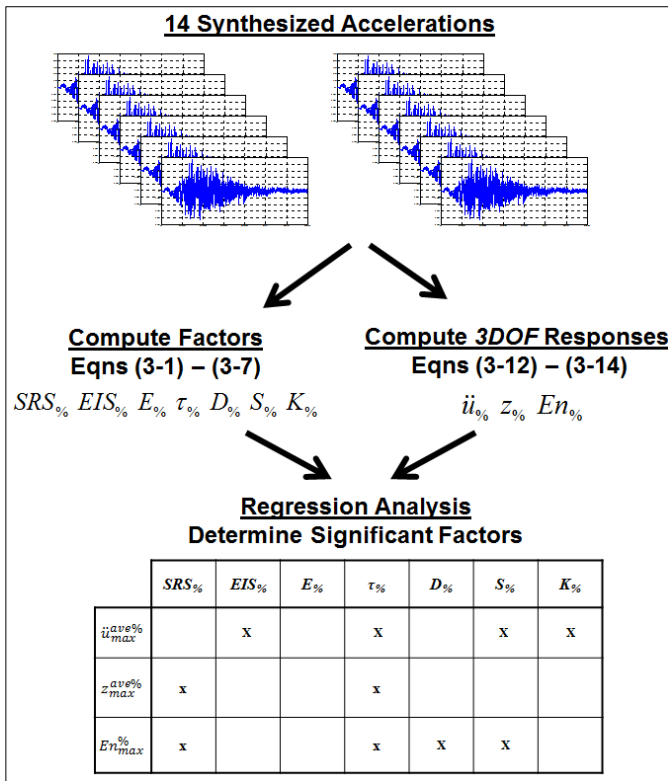 14 Synthesized Accelerations
Compute Factors
Eqns (3-1) – (3-7)
SRS% EIS% E% τ% D% S% K%
Compute 3DOF Responses
Eqns (3-12) – (3-14)
ü% z% En%
Regression Analysis
Determine Significant Factors
SRS% EIS% E% τ% D% S% K%
ü_max^ave% x x x x
z_max^ave% x x
En_max^% x x x x